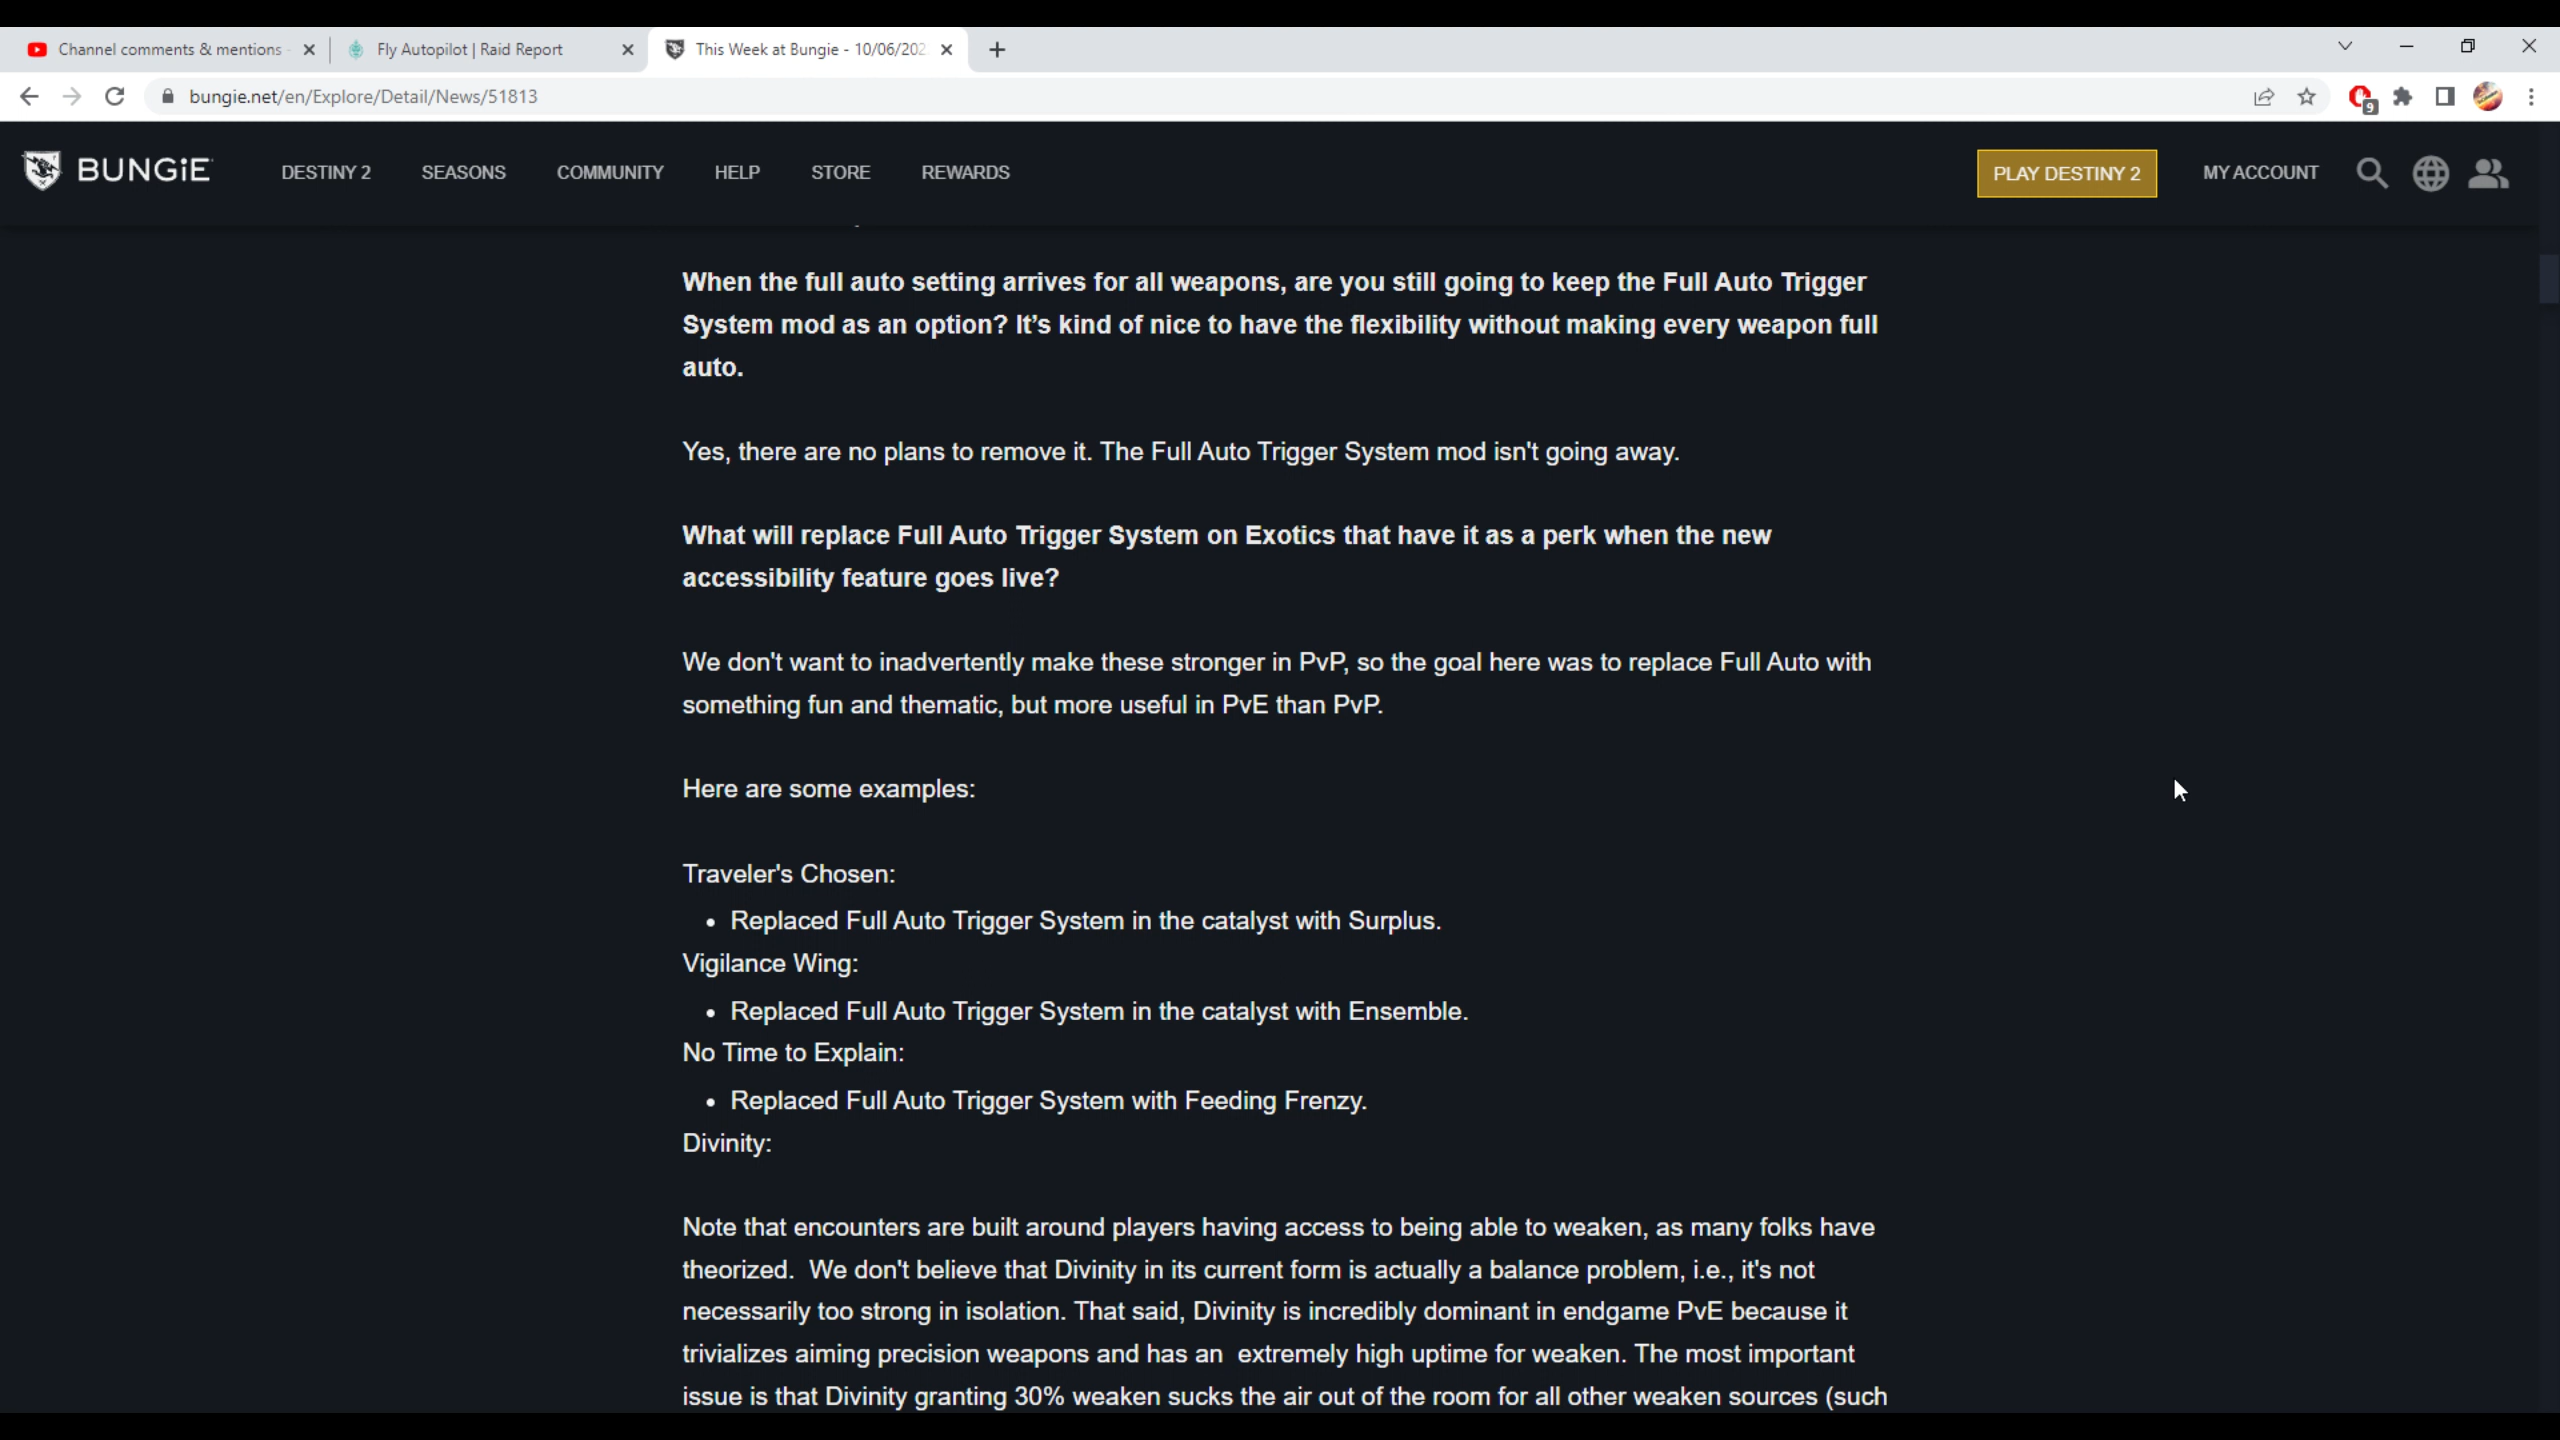 Channel comments & mentions -
Fly Autopilot | Raid Report
This Week at Bungie - 10/06/202
bungie.net/en/Explore/Detail/News/51813
9
BUNGiE
DESTINY 2
SEASONS
COMMUNITY
HELP
STORE
REWARDS
PLAY DESTINY 2
MY ACCOUNT
When the full auto setting arrives for all weapons, are you still going to keep the Full Auto Trigger
System mod as an option? It’s kind of nice to have the flexibility without making every weapon full
auto.
Yes, there are no plans to remove it. The Full Auto Trigger System mod isn't going away.
What will replace Full Auto Trigger System on Exotics that have it as a perk when the new
accessibility feature goes live?
We don't want to inadvertently make these stronger in PvP, so the goal here was to replace Full Auto with
something fun and thematic, but more useful in PvE than PvP.
Here are some examples:
Traveler's Chosen:
• Replaced Full Auto Trigger System in the catalyst with Surplus.
Vigilance Wing:
• Replaced Full Auto Trigger System in the catalyst with Ensemble.
No Time to Explain:
• Replaced Full Auto Trigger System with Feeding Frenzy.
Divinity:
Note that encounters are built around players having access to being able to weaken, as many folks have
theorized.  We don't believe that Divinity in its current form is actually a balance problem, i.e., it's not
necessarily too strong in isolation. That said, Divinity is incredibly dominant in endgame PvE because it
trivializes aiming precision weapons and has an  extremely high uptime for weaken. The most important
issue is that Divinity granting 30% weaken sucks the air out of the room for all other weaken sources (such